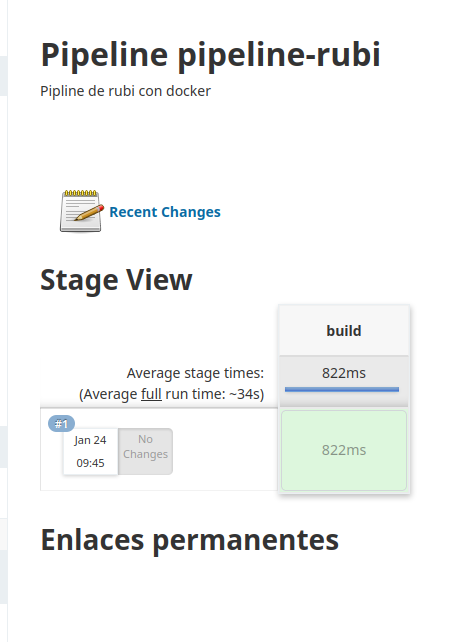 Pipeline pipeline-rubi
Pipline de rubi con docker
Recent Changes
Stage View
build
Average stage times:
822ms
(Average full run time: ~34s)
#1
Jan 24
09:45
No
Changes
822ms
Enlaces permanentes